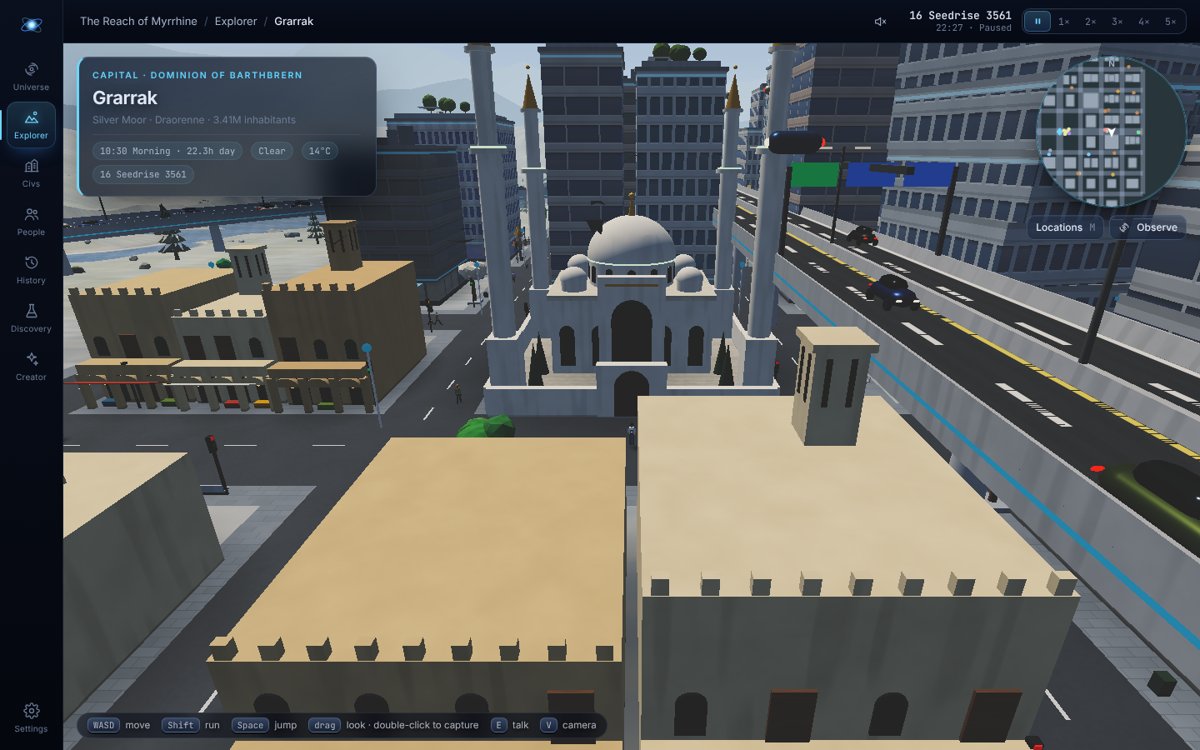 The Reach of Myrrhine / Explorer / Grarrak
16 Seedrise 3561
22:27 · Paused
1× 2× 3× 4× 5×
Universe
Explorer
Civs
People
History
Discovery
Creator
Settings
CAPITAL · DOMINION OF BARTHBRERN
Grarrak
Silver Moor · Draorenne · 3.41M inhabitants
10:30 Morning · 22.3h day Clear 14°C
16 Seedrise 3561
N
Locations M Observe
WASD move Shift run Space jump drag look · double-click to capture E talk V camera